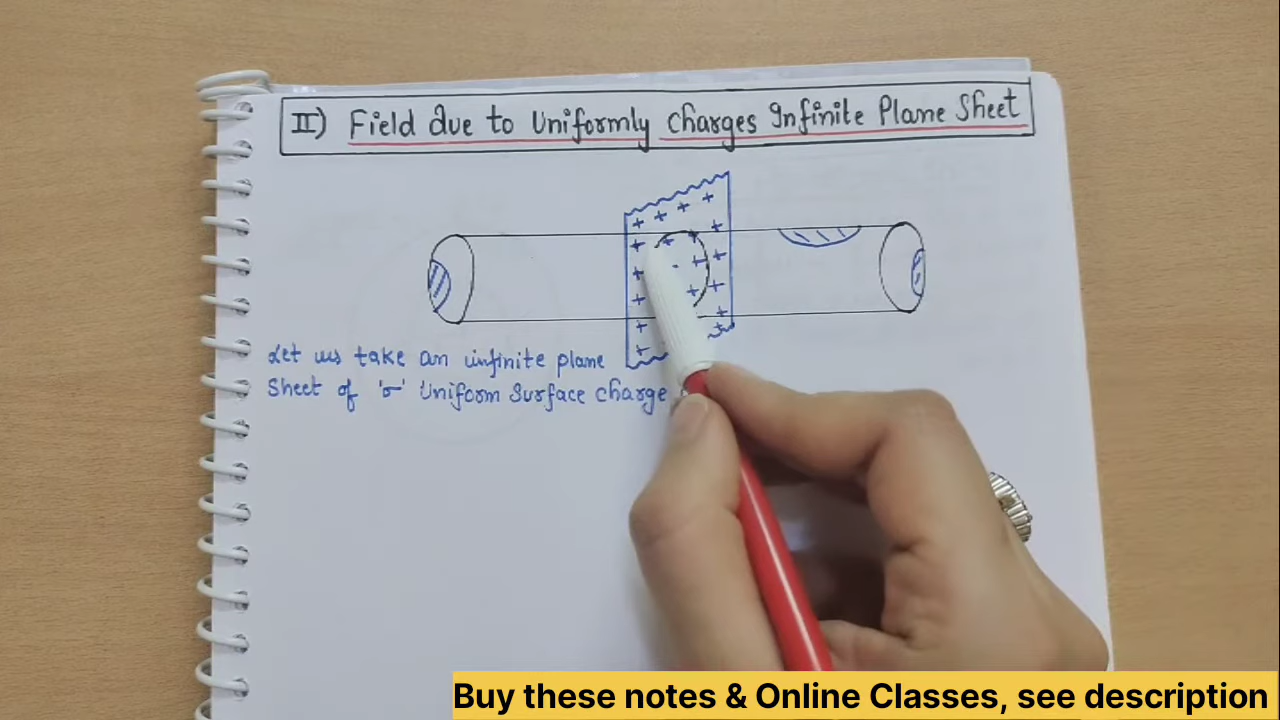 II) Field due to Uniformly charges Infinite Plane Sheet
Let us take an infinite plane
Sheet of 'σ' Uniform Surface charge
Buy these notes & Online Classes, see description